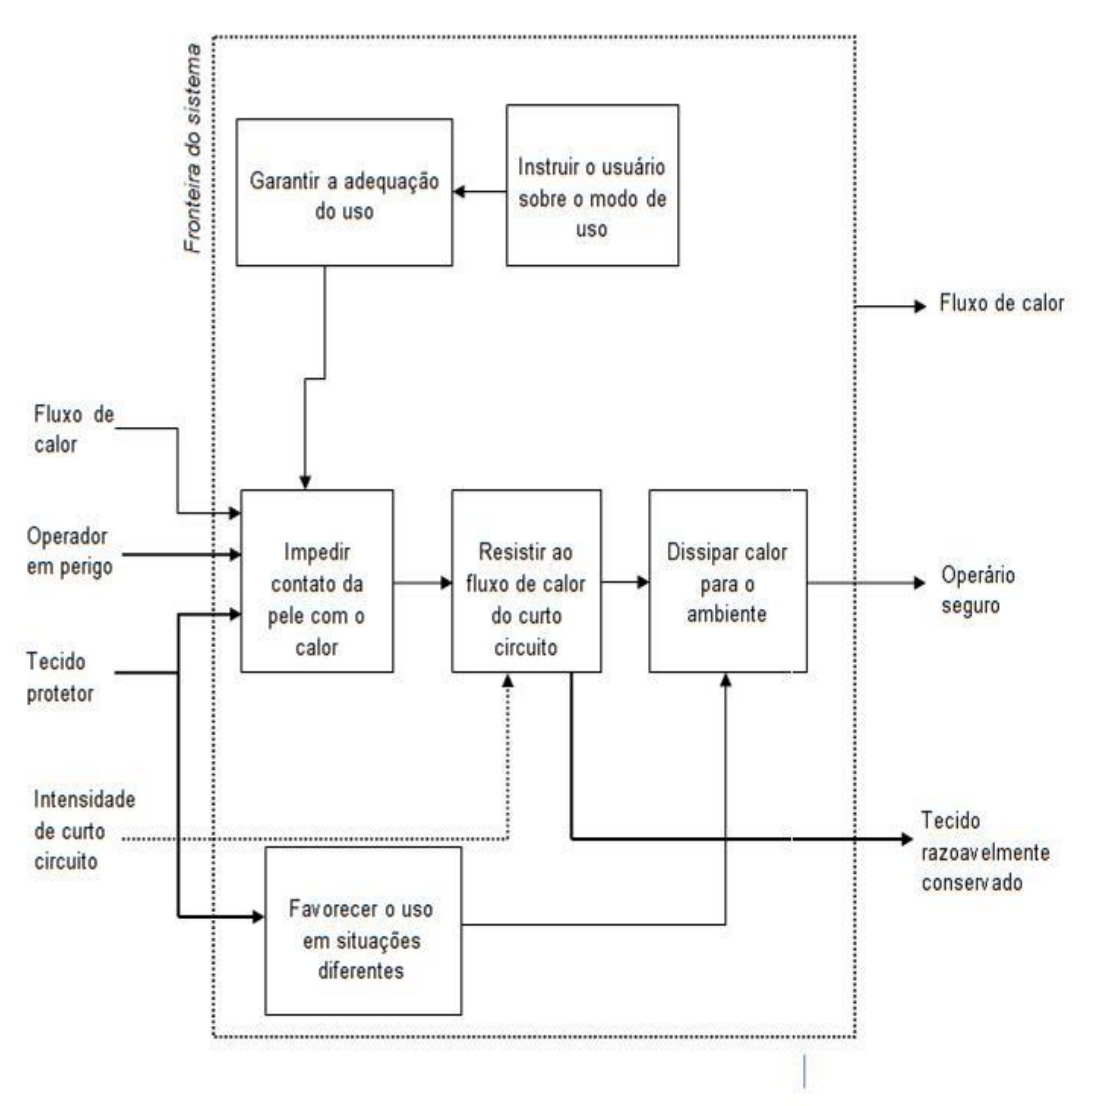 Fronteira do sistema
Garantir a adequação
do uso
Instruir o usuário
sobre o modo de
uso
Fluxo de calor
Fluxo de
calor
Operador
em perigo
Impedir
contato da
pele com o
calor
Resistir ao
fluxo de calor
do curto
circuito
Dissipar calor
para o
ambiente
Operário
seguro
Tecido
protetor
Intensidade
de curto
circuito
Tecido
razoavelmente
conservado
Favorecer o uso
em situações
diferentes